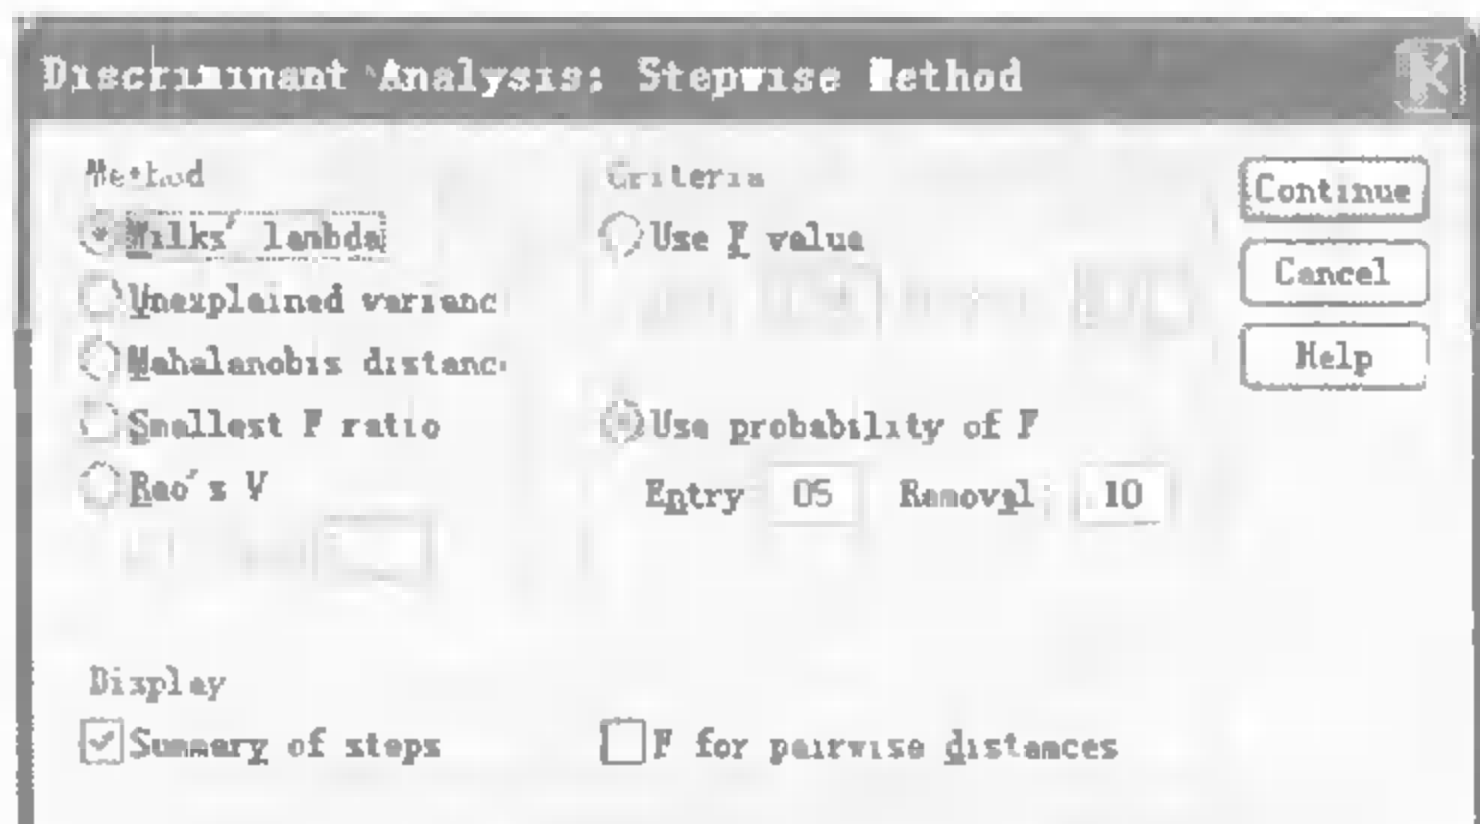 Discriminant Analysis: Stepwise Method
Method
Wilks' lambda
Unexplained varianc
Mahalanobis distanc
Smallest F ratio
Rao's V
Criteria
Use F value
Use probability of F
Entry 05 Removal .10
Continue
Cancel
Help
Display
Summary of steps
F for pairwise distances